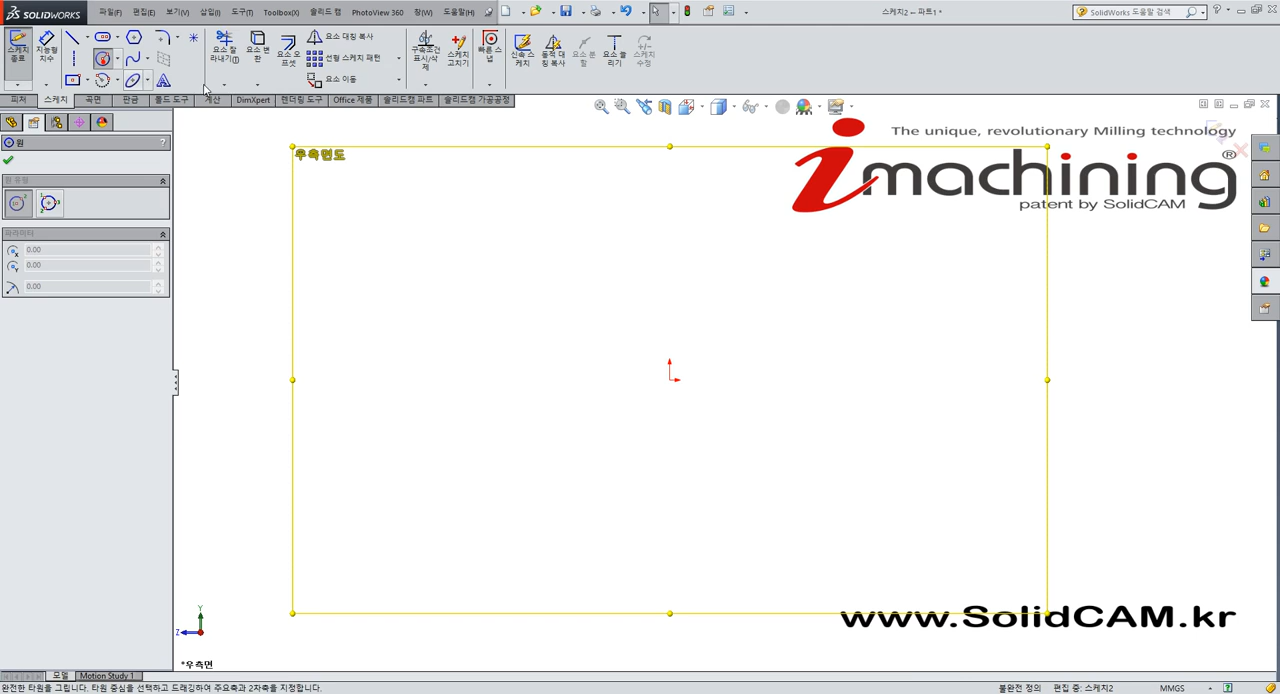 SOLIDWORKS
파일(F) 편집(E) 보기(V) 삽입(I) 도구(T) Toolbox(X) 솔리드 캠 PhotoView 360 창(W) 도움말(H)
스케치2 – 파트1 *
SolidWorks 도움말 검색
스케치 종료
지능형 치수
요소 잘라내기(T)
요소 변환
요소 오프셋
요소 대칭 복사
선형 스케치 패턴
요소 이동
구속조건 표시/삭제
스케치 고치기
빠른 스냅
신속 스케치
동적 대칭 복사
요소 분할
요소 늘리기
스케치 수정
피처 스케치 곡면 판금 몰드 도구 계산 DimXpert 렌더링 도구 Office 제품 솔리드캠 파트 솔리드캠 가공공정
원
?
원 유형
파라미터
0.00
0.00
0.00
우측면도
The unique, revolutionary Milling technology
imachining®
patent by SolidCAM
www.SolidCAM.kr
Y
Z
*우측면
모델 Motion Study 1
완전한 타원을 그립니다. 타원 중심을 선택하고 드래깅하여 주요축과 2차축을 지정합니다.
불완전 정의 편집 중: 스케치2 MMGS